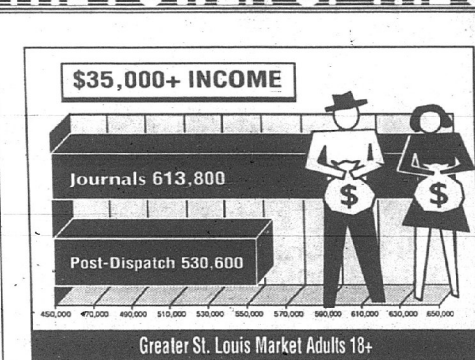 $35,000+ INCOME
Journals 613,800
$ $
Post-Dispatch 530,600
450,000 470,000 490,000 510,000 530,000 550,000 570,000 590,000 610,000 630,000 650,000
Greater St. Louis Market Adults 18+